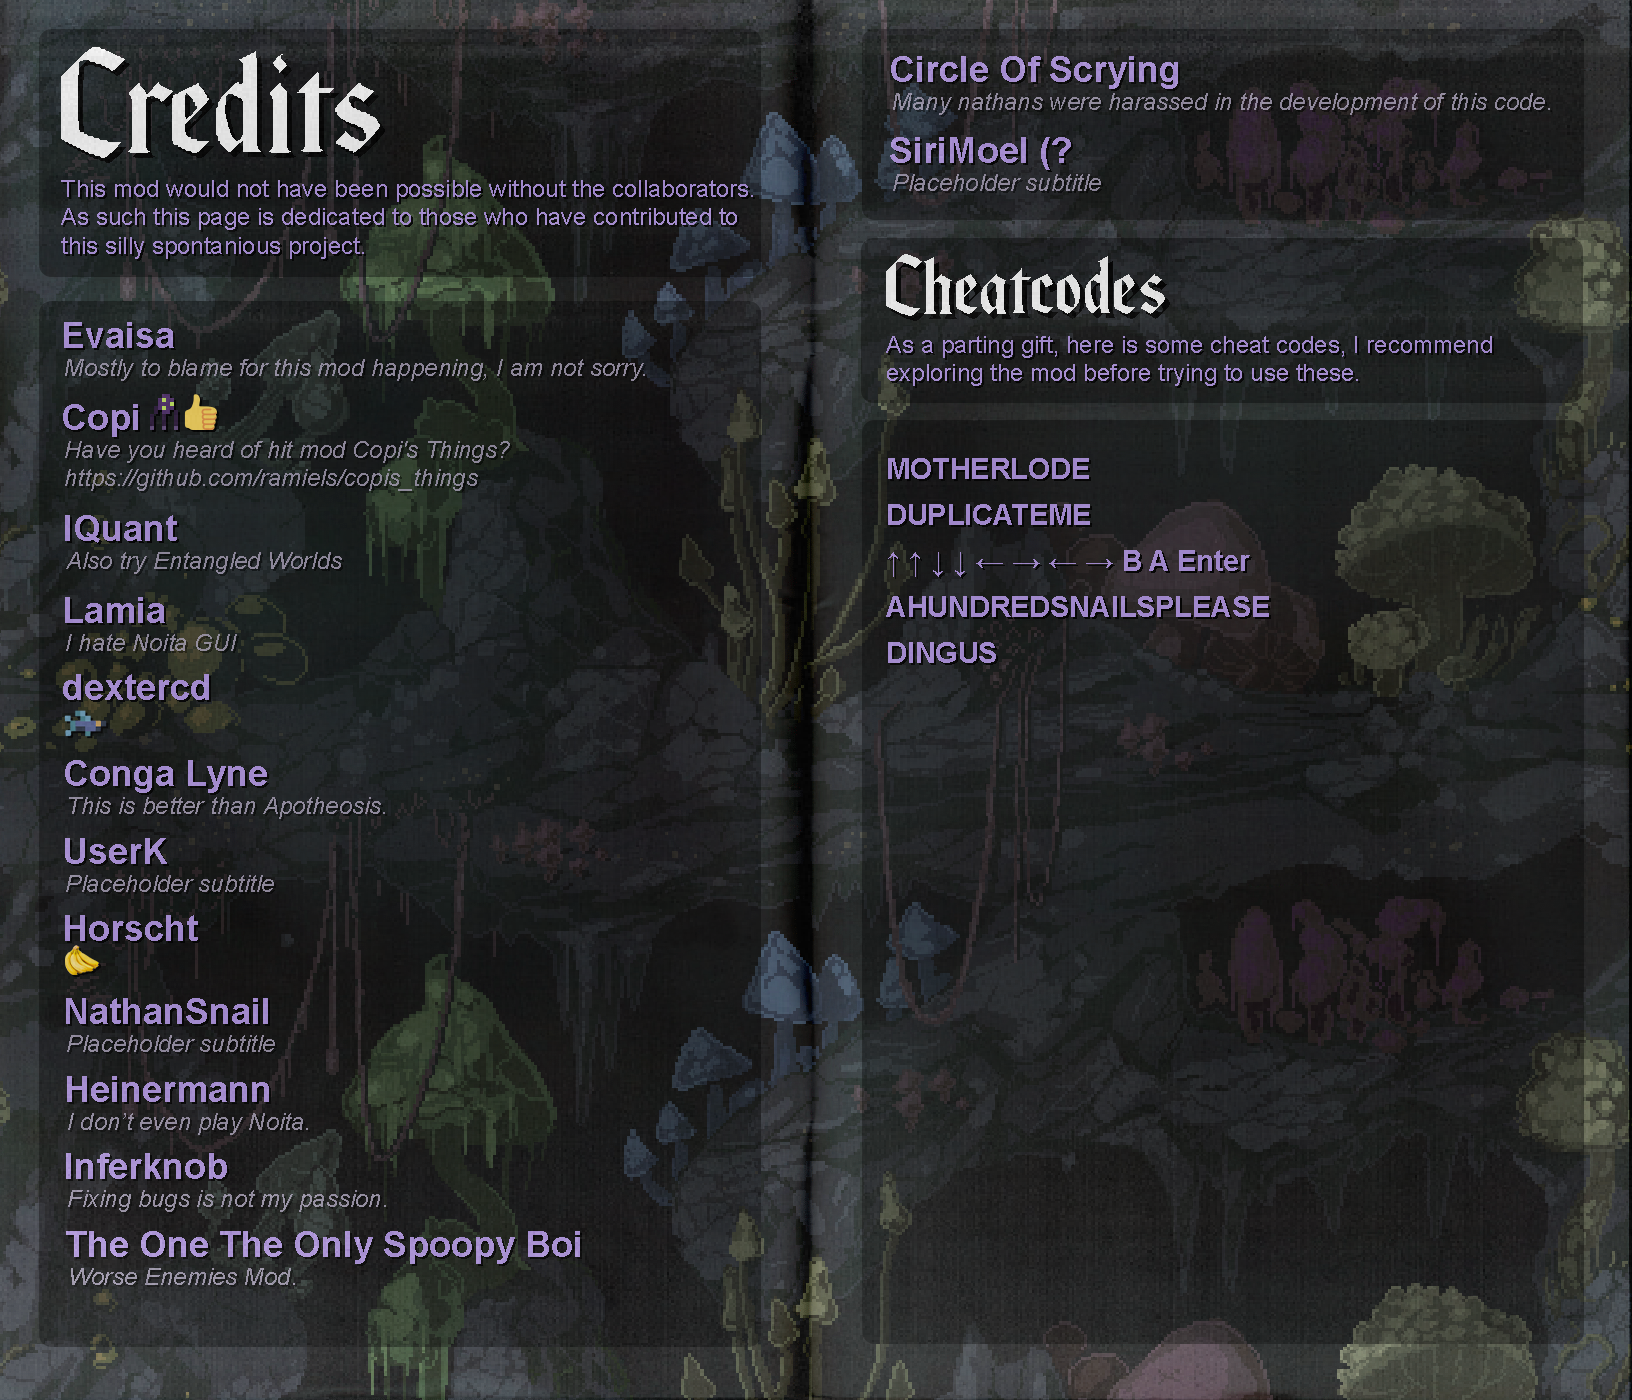 Credits
This mod would not have been possible without the collaborators.
As such this page is dedicated to those who have contributed to
this silly spontanious project.
Evaisa
Mostly to blame for this mod happening, I am not sorry.
Copi
Have you heard of hit mod Copi's Things?
https://github.com/ramiels/copis_things
IQuant
Also try Entangled Worlds
Lamia
I hate Noita GUI
dextercd
Conga Lyne
This is better than Apotheosis.
UserK
Placeholder subtitle
Horscht
NathanSnail
Placeholder subtitle
Heinermann
I don't even play Noita.
Inferknob
Fixing bugs is not my passion.
The One The Only Spoopy Boi
Worse Enemies Mod.
Circle Of Scrying
Many nathans were harassed in the development of this code.
SiriMoel (?
Placeholder subtitle
Cheatcodes
As a parting gift, here is some cheat codes, I recommend
exploring the mod before trying to use these.
MOTHERLODE
DUPLICATEME
↑ ↑ ↓ ↓ ← → ← → B A Enter
AHUNDREDSNAILSPLEASE
DINGUS